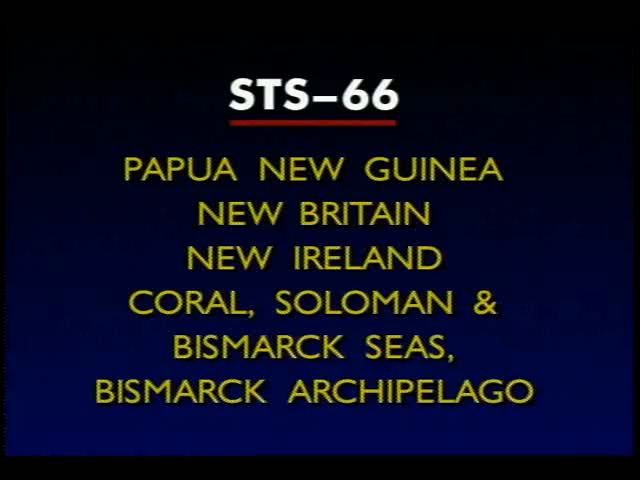 STS–66
PAPUA NEW GUINEA
NEW BRITAIN
NEW IRELAND
CORAL, SOLOMAN &
BISMARCK SEAS,
BISMARCK ARCHIPELAGO